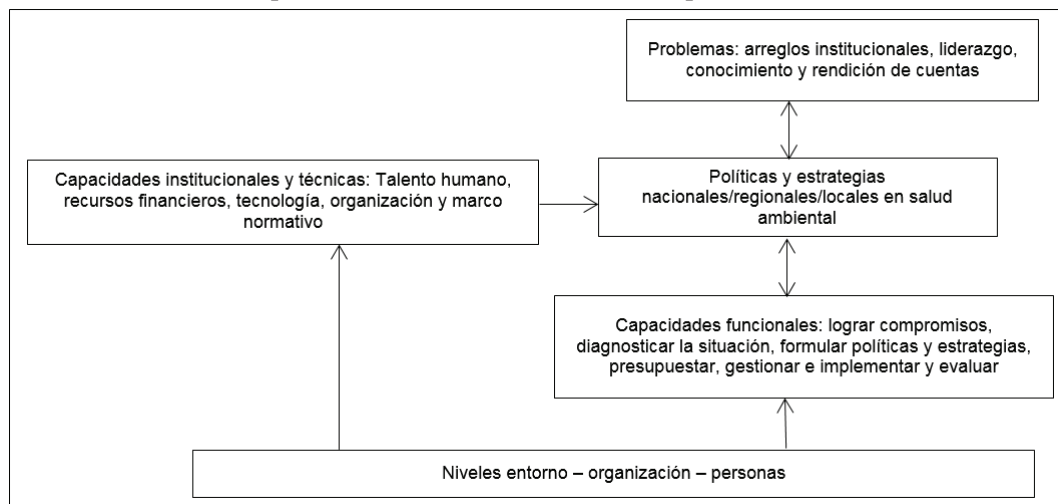 Problemas: arreglos institucionales, liderazgo,
conocimiento y rendición de cuentas
Capacidades institucionales y técnicas: Talento humano,
recursos financieros, tecnología, organización y marco
normativo
Políticas y estrategias
nacionales/regionales/locales en salud
ambiental
Capacidades funcionales: lograr compromisos,
diagnosticar la situación, formular políticas y estrategias,
presupuestar, gestionar e implementar y evaluar
Niveles entorno – organización – personas